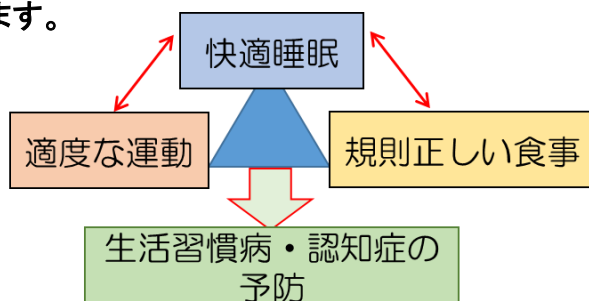 ます。
快適睡眠
適度な運動
規則正しい食事
生活習慣病・認知症の
予防